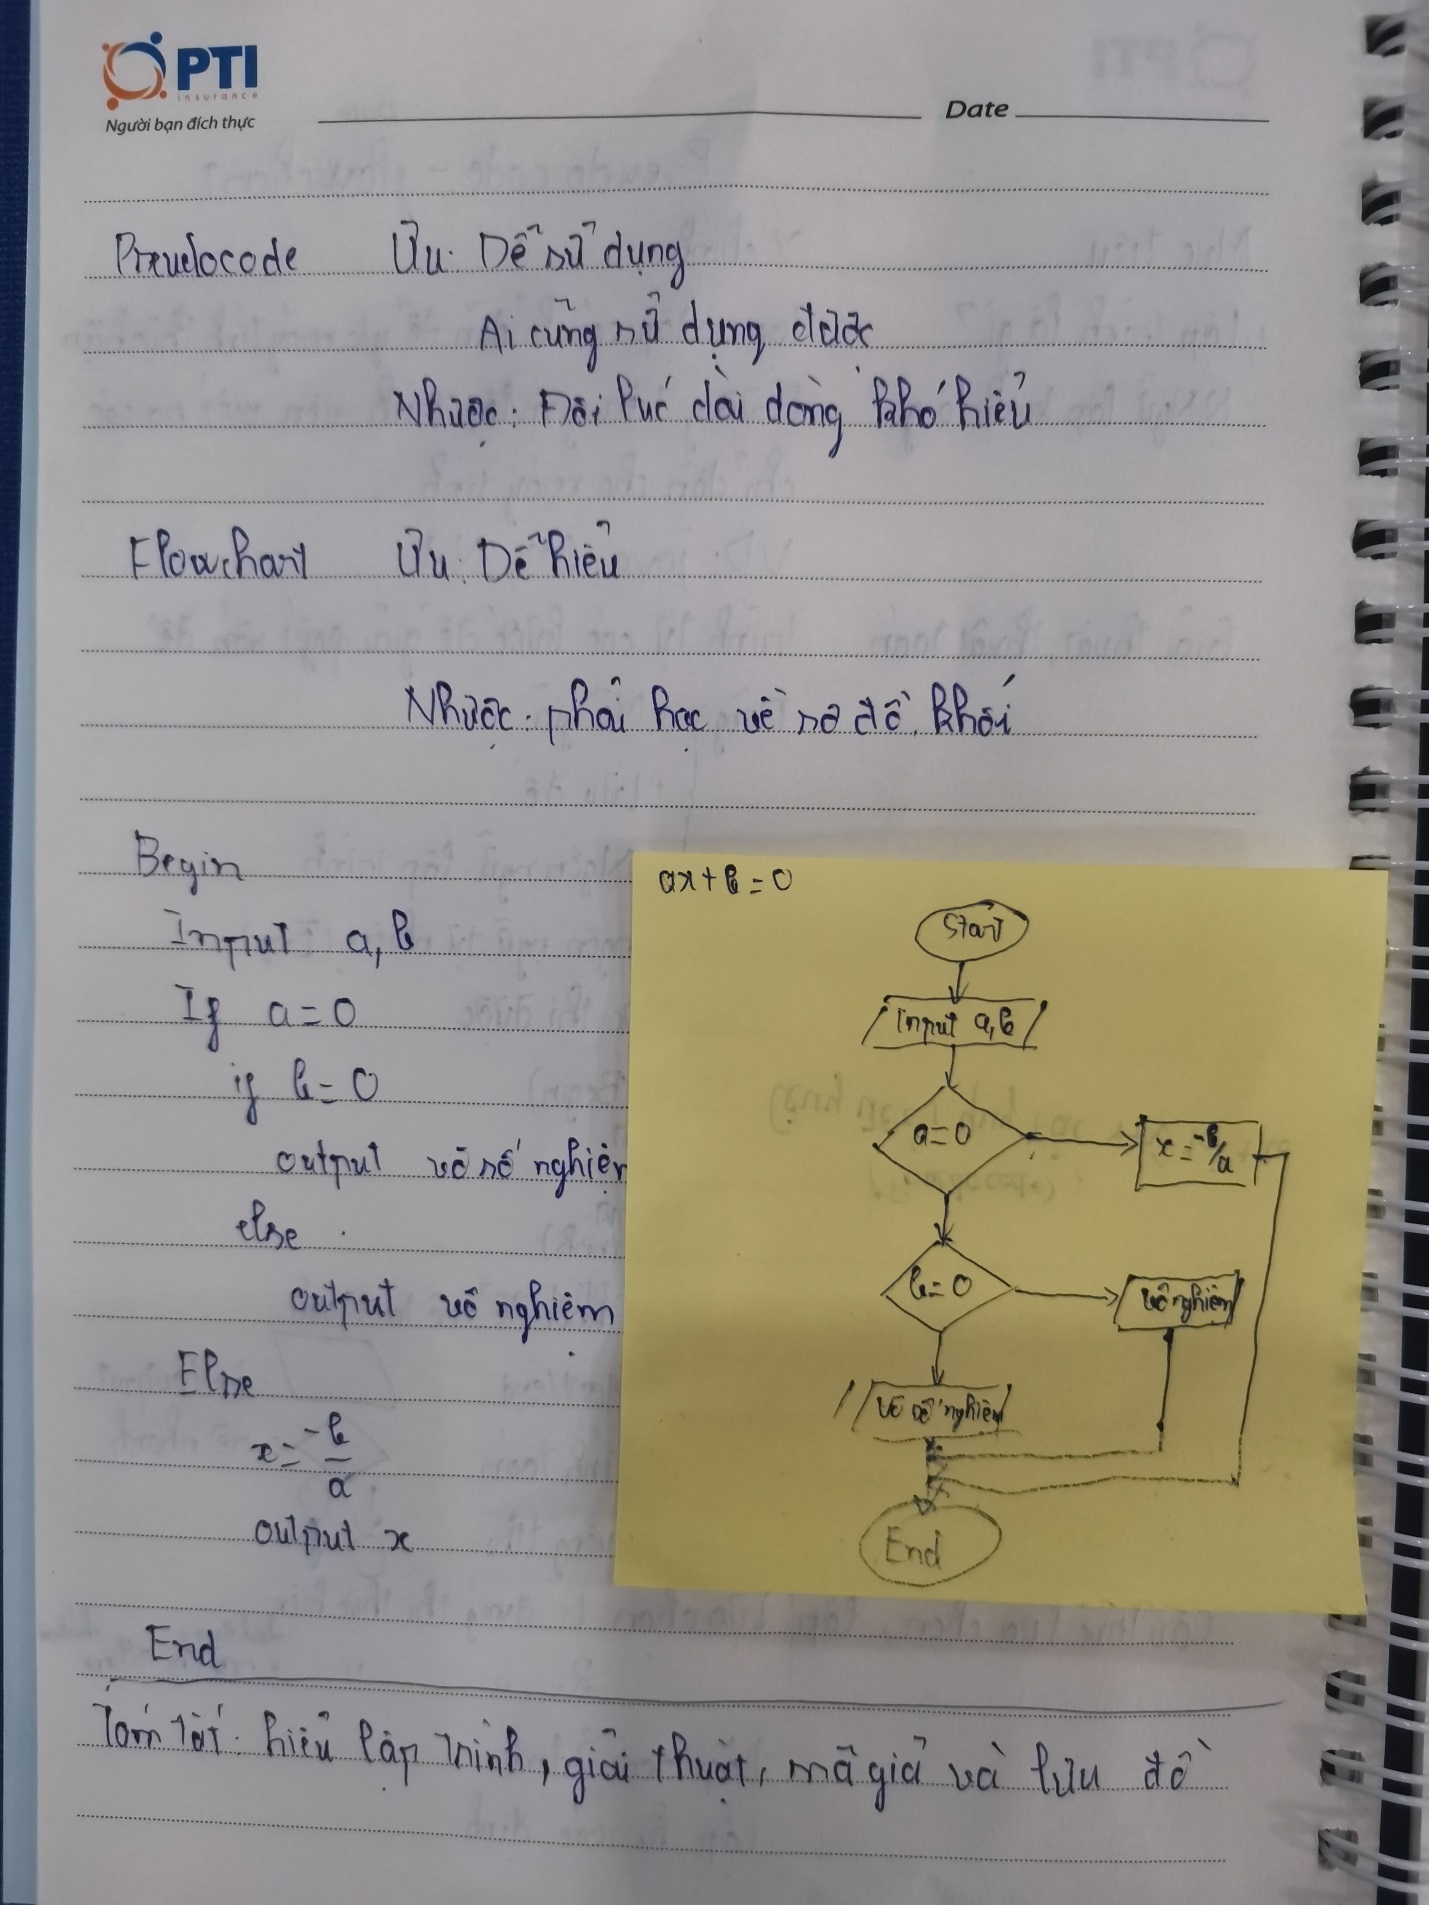 PTI
insurance
Người bạn đích thực
Date
Pseudocode Ưu: Dễ sử dụng
Ai cũng sử dụng được
Nhược: Đôi lúc dài dòng khó hiểu
Flowchart Ưu: Dễ hiểu
Nhược: phải học về sơ đồ khối
Begin
Input a, b
If a = 0
if b = 0
output vô số nghiệm
else
output vô nghiệm
Else
x = -b/a
output x
End
Tóm tắt: hiểu lập trình, giải thuật, mã giả và lưu đồ
ax + b = 0
Start
Input a, b
a = 0
x = -b/a
b = 0
Vô nghiệm
Vô số nghiệm
End